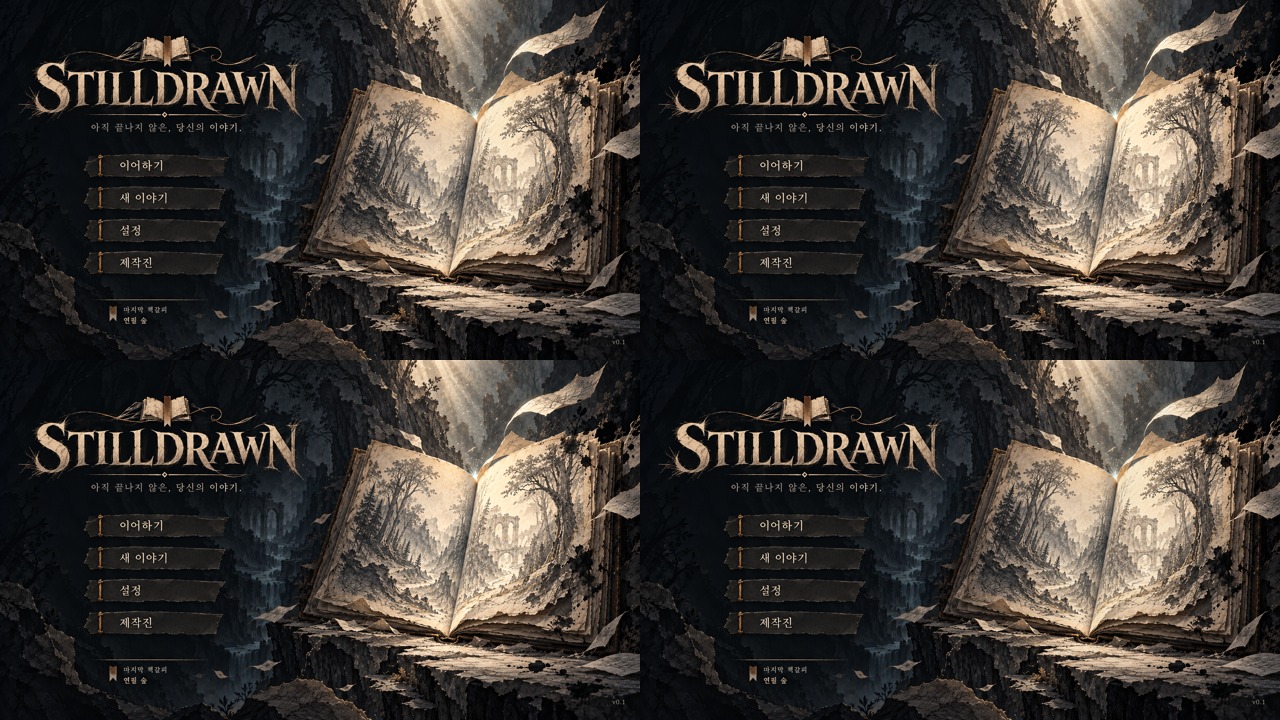 STILLDRAWN
아직 끝나지 않은, 당신의 이야기.
이어하기
새 이야기
설정
제작진
마지막 책갈피
연필 숲
v0.1
STILLDRAWN
아직 끝나지 않은, 당신의 이야기.
이어하기
새 이야기
설정
제작진
마지막 책갈피
연필 숲
v0.1
STILLDRAWN
아직 끝나지 않은, 당신의 이야기.
이어하기
새 이야기
설정
제작진
마지막 책갈피
연필 숲
v0.1
STILLDRAWN
아직 끝나지 않은, 당신의 이야기.
이어하기
새 이야기
설정
제작진
마지막 책갈피
연필 숲
v0.1